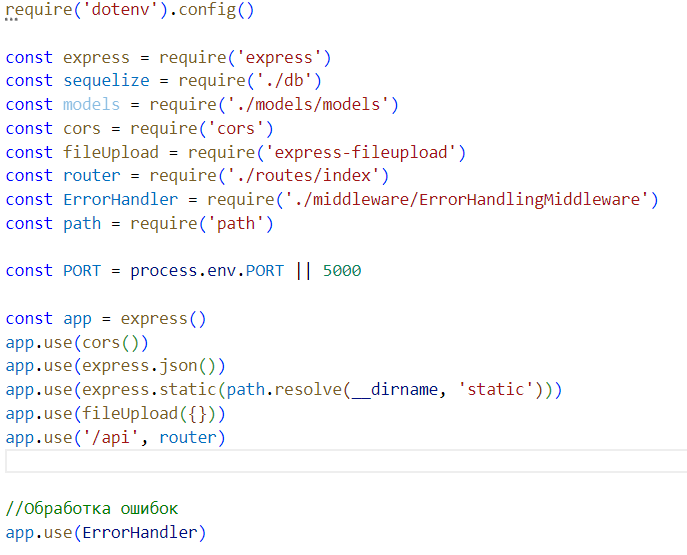 require('dotenv').config()
const express = require('express')
const sequelize = require('./db')
const models = require('./models/models')
const cors = require('cors')
const fileUpload = require('express-fileupload')
const router = require('./routes/index')
const ErrorHandler = require('./middleware/ErrorHandlingMiddleware')
const path = require('path')
const PORT = process.env.PORT || 5000
const app = express()
app.use(cors())
app.use(express.json())
app.use(express.static(path.resolve(__dirname, 'static')))
app.use(fileUpload({}))
app.use('/api', router)
//Обработка ошибок
app.use(ErrorHandler)